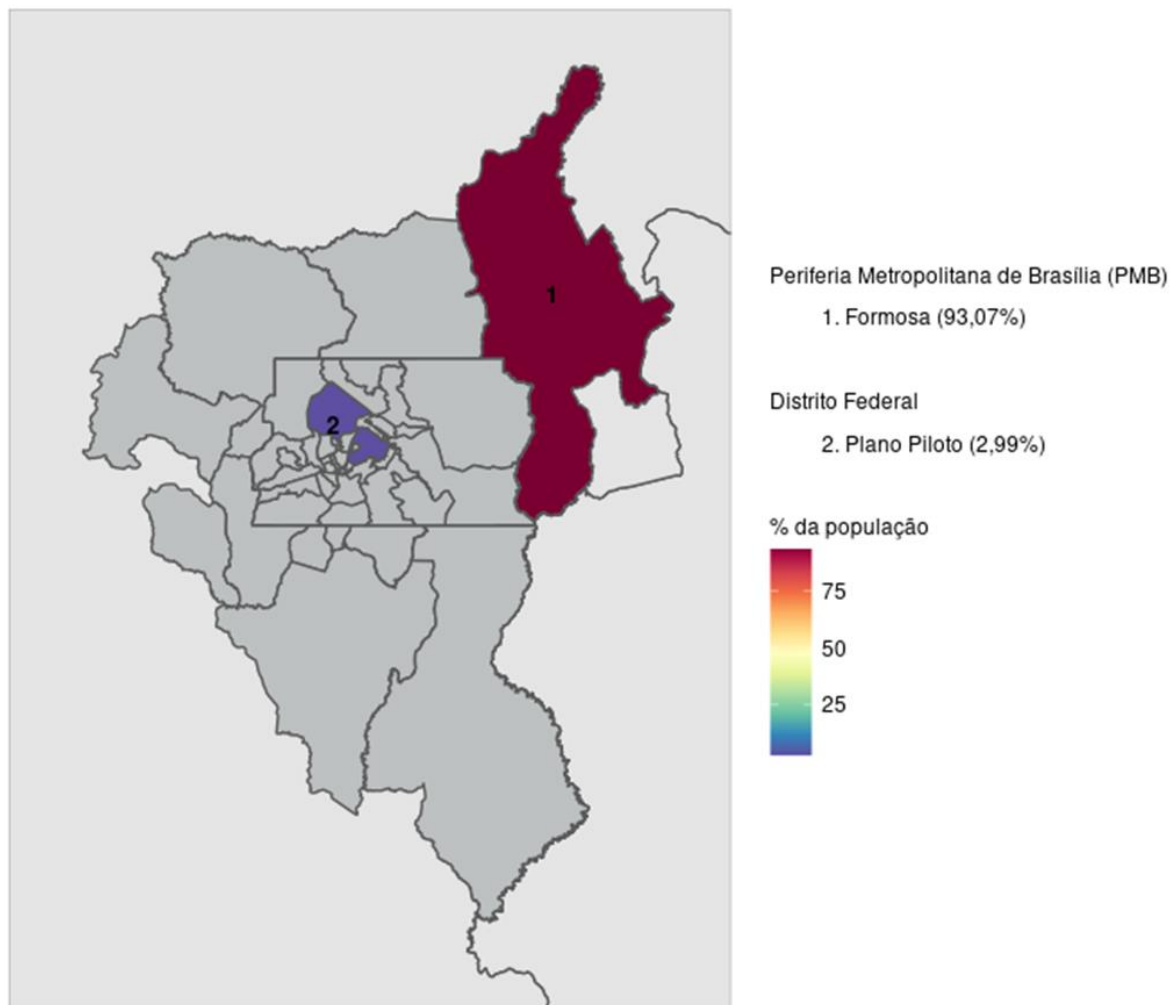 1
2
Periferia Metropolitana de Brasília (PMB)
1. Formosa (93,07%)
Distrito Federal
2. Plano Piloto (2,99%)
% da população
75
50
25